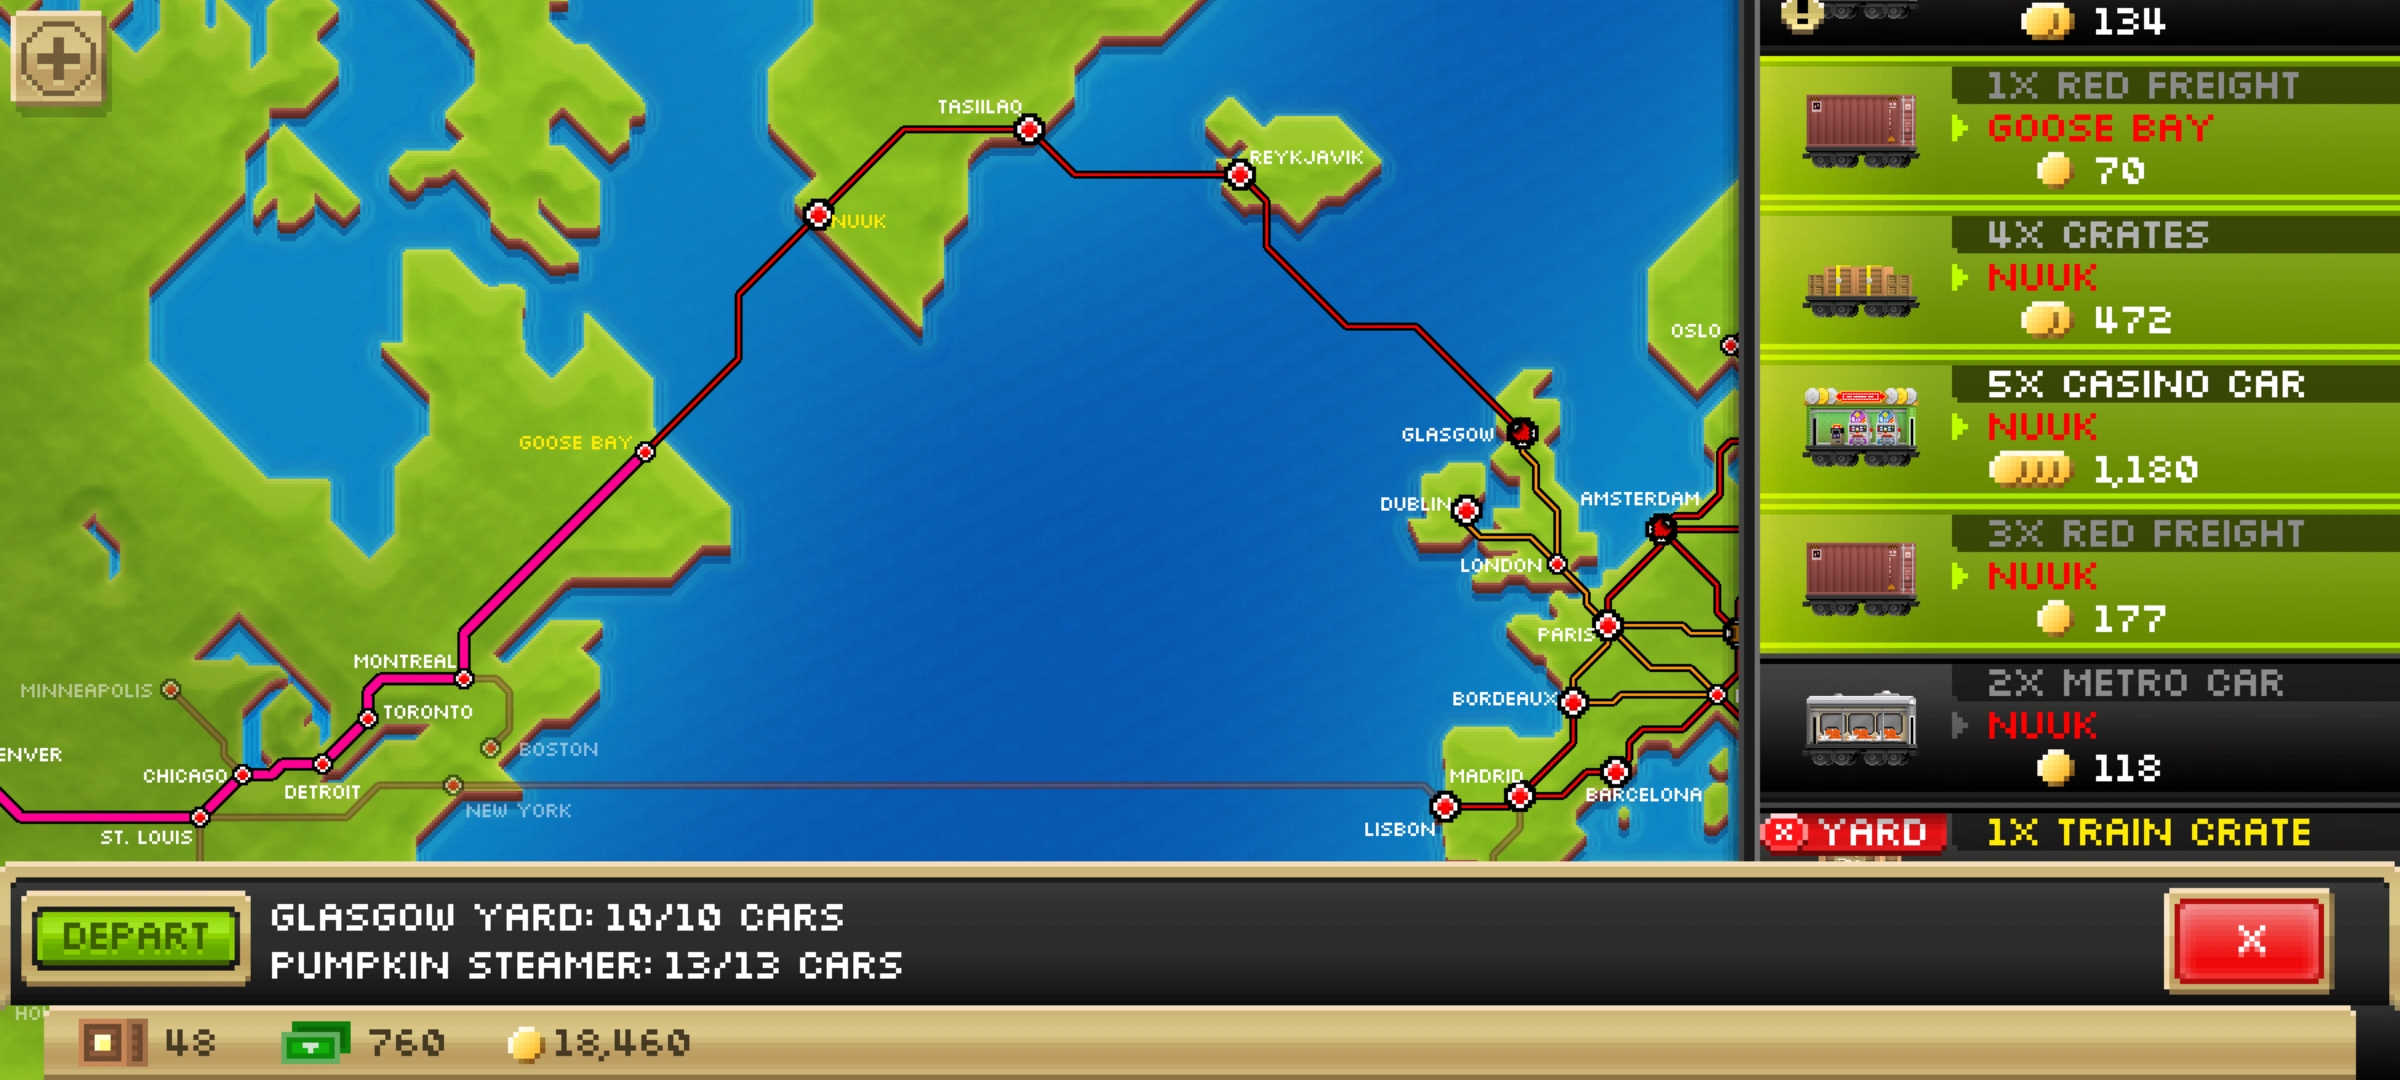 134
1X RED FREIGHT
GOOSE BAY
70
4X CRATES
NUUK
472
5X CASINO CAR
NUUK
1,180
3X RED FREIGHT
NUUK
177
2X METRO CAR
NUUK
118
YARD
1X TRAIN CRATE
TASIILAQ
REYKJAVIK
NUUK
OSLO
GOOSE BAY
GLASGOW
DUBLIN
AMSTERDAM
LONDON
PARIS
MONTREAL
MINNEAPOLIS
TORONTO
BORDEAUX
BOSTON
ENVER
CHICAGO
DETROIT
MADRID
BARCELONA
NEW YORK
LISBON
ST. LOUIS
DEPART
GLASGOW YARD: 10/10 CARS
PUMPKIN STEAMER: 13/13 CARS
X
HO
48
760
18,460